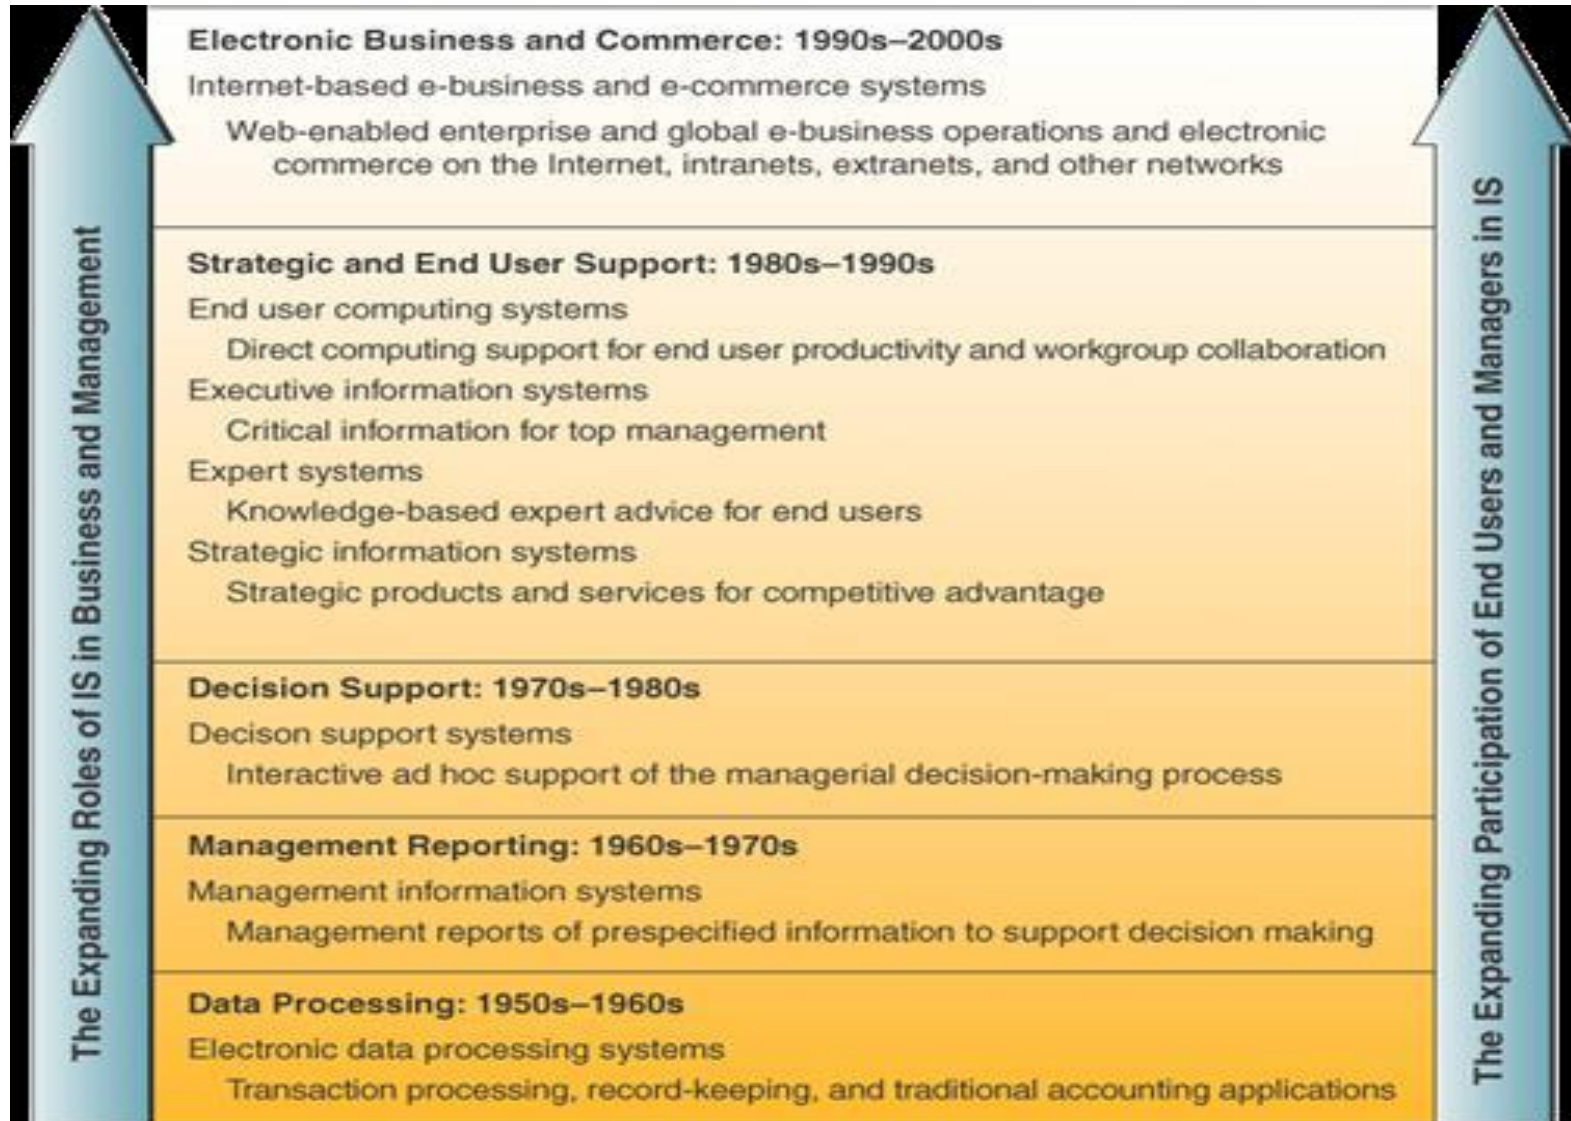 The Expanding Roles of IS in Business and Management
Electronic Business and Commerce: 1990s–2000s
Internet-based e-business and e-commerce systems
Web-enabled enterprise and global e-business operations and electronic
commerce on the Internet, intranets, extranets, and other networks
Strategic and End User Support: 1980s–1990s
End user computing systems
Direct computing support for end user productivity and workgroup collaboration
Executive information systems
Critical information for top management
Expert systems
Knowledge-based expert advice for end users
Strategic information systems
Strategic products and services for competitive advantage
Decision Support: 1970s–1980s
Decison support systems
Interactive ad hoc support of the managerial decision-making process
Management Reporting: 1960s–1970s
Management information systems
Management reports of prespecified information to support decision making
Data Processing: 1950s–1960s
Electronic data processing systems
Transaction processing, record-keeping, and traditional accounting applications
The Expanding Participation of End Users and Managers in IS